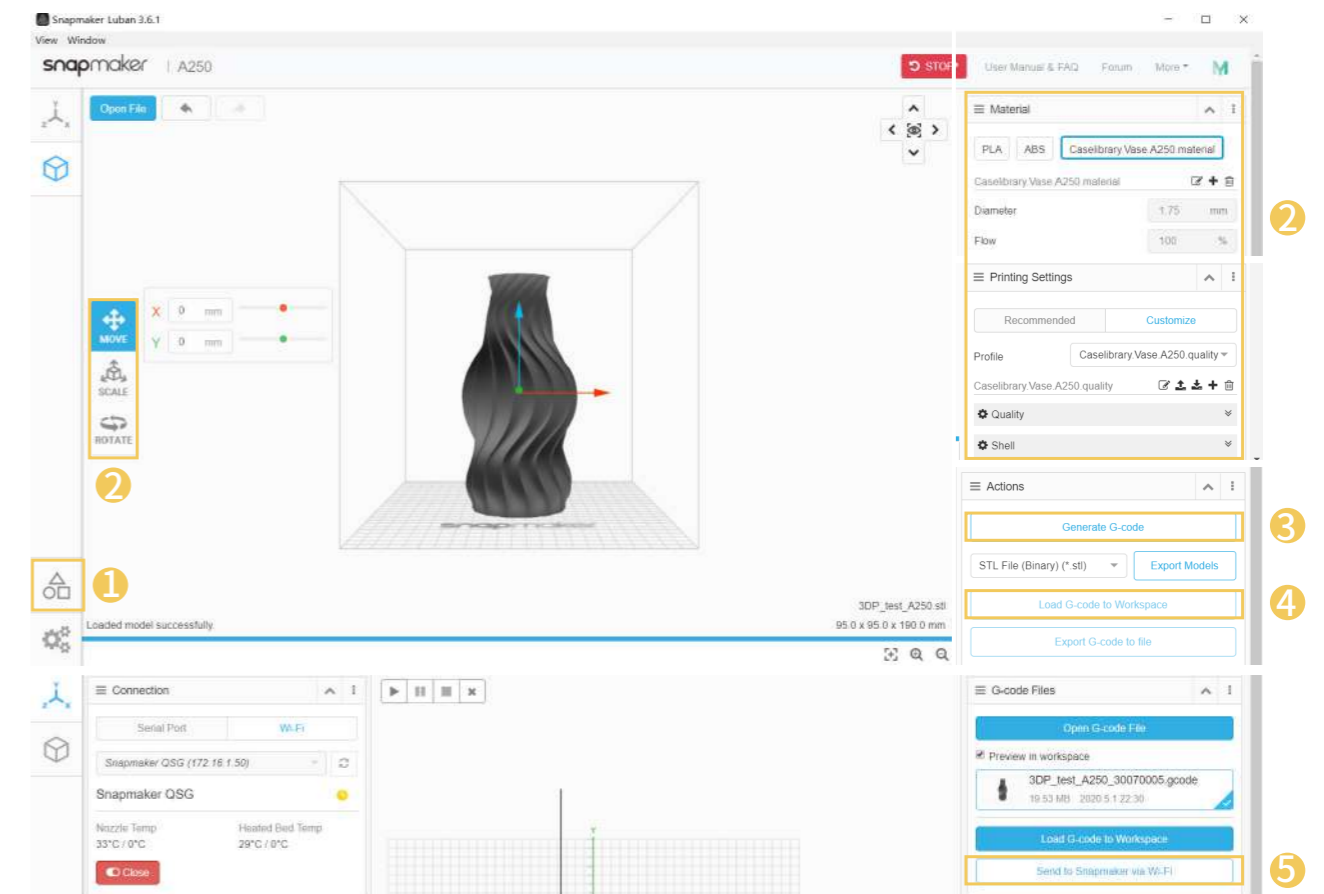 Snapmaker Luban 3.6.1
View Window
snapmaker | A250
STOP
User Manual & FAQ Forum More
Open File
Material
PLA ABS Caselibrary Vase A250 material
Caselibrary Vase A250 material
Diameter 1.75 mm
Flow 100 %
2
Printing Settings
Recommended Customize
Profile Caselibrary Vase A250.quality
Caselibrary Vase A250.quality
Quality
Shell
X 0 mm
Y 0 mm
MOVE
SCALE
ROTATE
2
snapmaker
1
3DP_test_A250.stl
Loaded model successfully.
95.0 x 95.0 x 190.0 mm
Actions
Generate G-code
3
STL File (Binary) (*.stl) Export Models
Load G-code to Workspace
4
Export G-code to file
Connection
Serial Port Wi-Fi
Snapmaker QSG (172.16.1.50)
Snapmaker QSG
Nozzle Temp Heated Bed Temp
33°C / 0°C 29°C / 0°C
Close
Y
G-code Files
Open G-code File
Preview in workspace
3DP_test_A250_30070005.gcode
19.53 MB 2020.5.1 22:30
Load G-code to Workspace
Send to Snapmaker via Wi-Fi
5